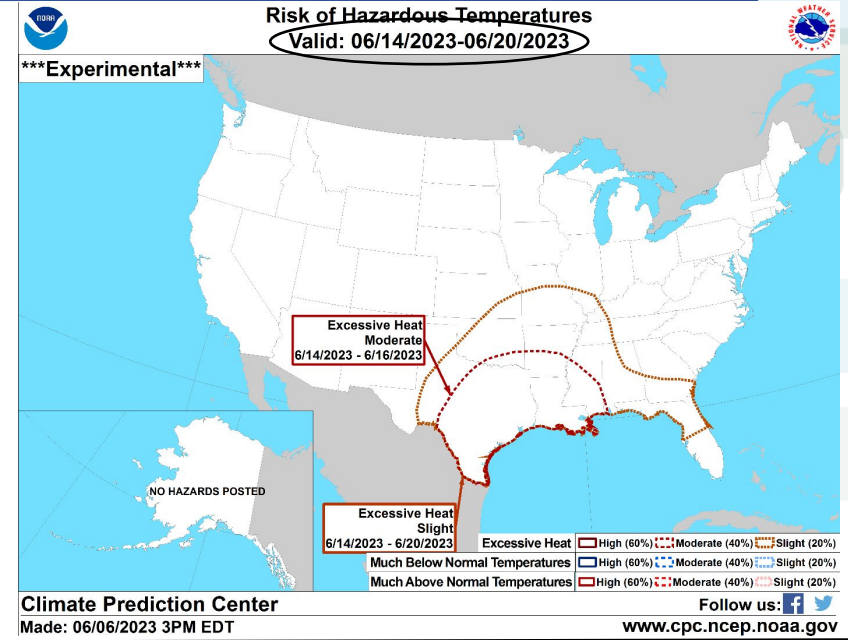 NOAA
Risk of Hazardous Temperatures
Valid: 06/14/2023-06/20/2023
NATIONAL WEATHER SERVICE
***Experimental***
Excessive Heat
Moderate
6/14/2023 - 6/16/2023
NO HAZARDS POSTED
Excessive Heat
Slight
6/14/2023 - 6/20/2023
Excessive Heat High (60%) Moderate (40%) Slight (20%)
Much Below Normal Temperatures High (60%) Moderate (40%) Slight (20%)
Much Above Normal Temperatures High (60%) Moderate (40%) Slight (20%)
Climate Prediction Center
Follow us:
Made: 06/06/2023 3PM EDT
www.cpc.ncep.noaa.gov